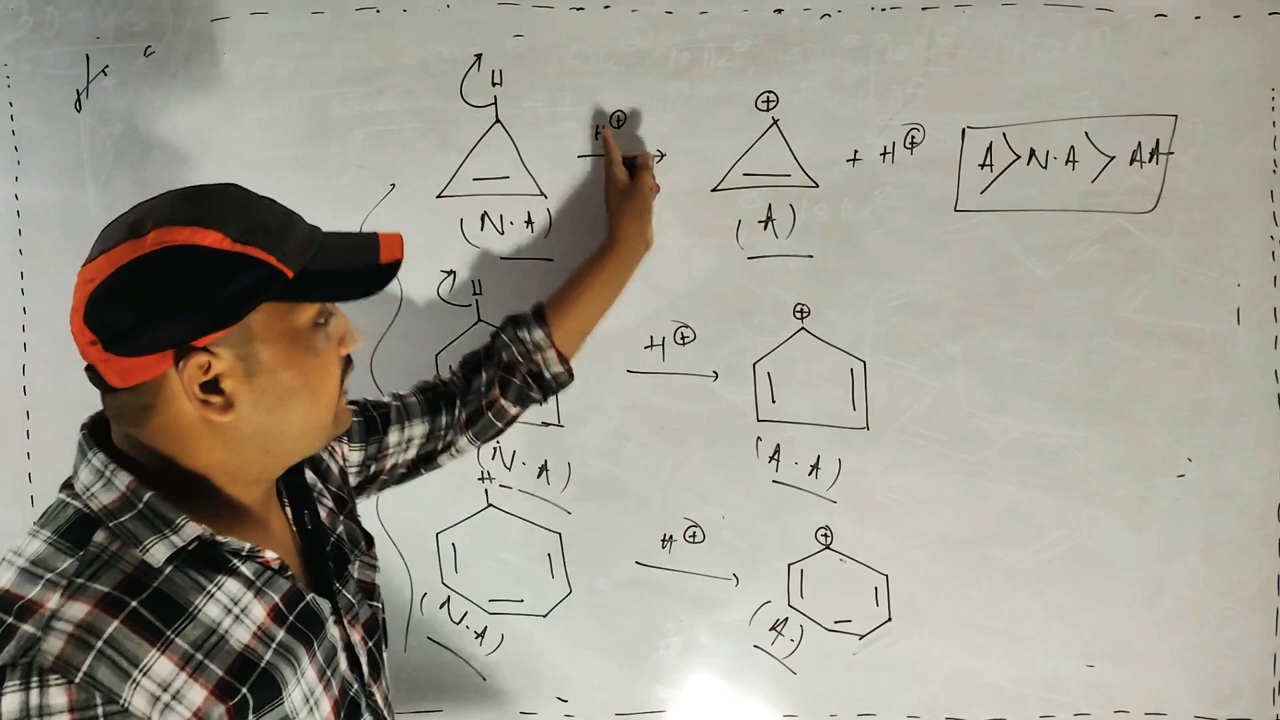 H
H⊕
⊕
+ H⊕
A > N·A > AA
(N·A)
(A)
H
H⊕
⊕
(N·A)
(A·A)
H
H⊕
⊕
(N·A)
(A.)